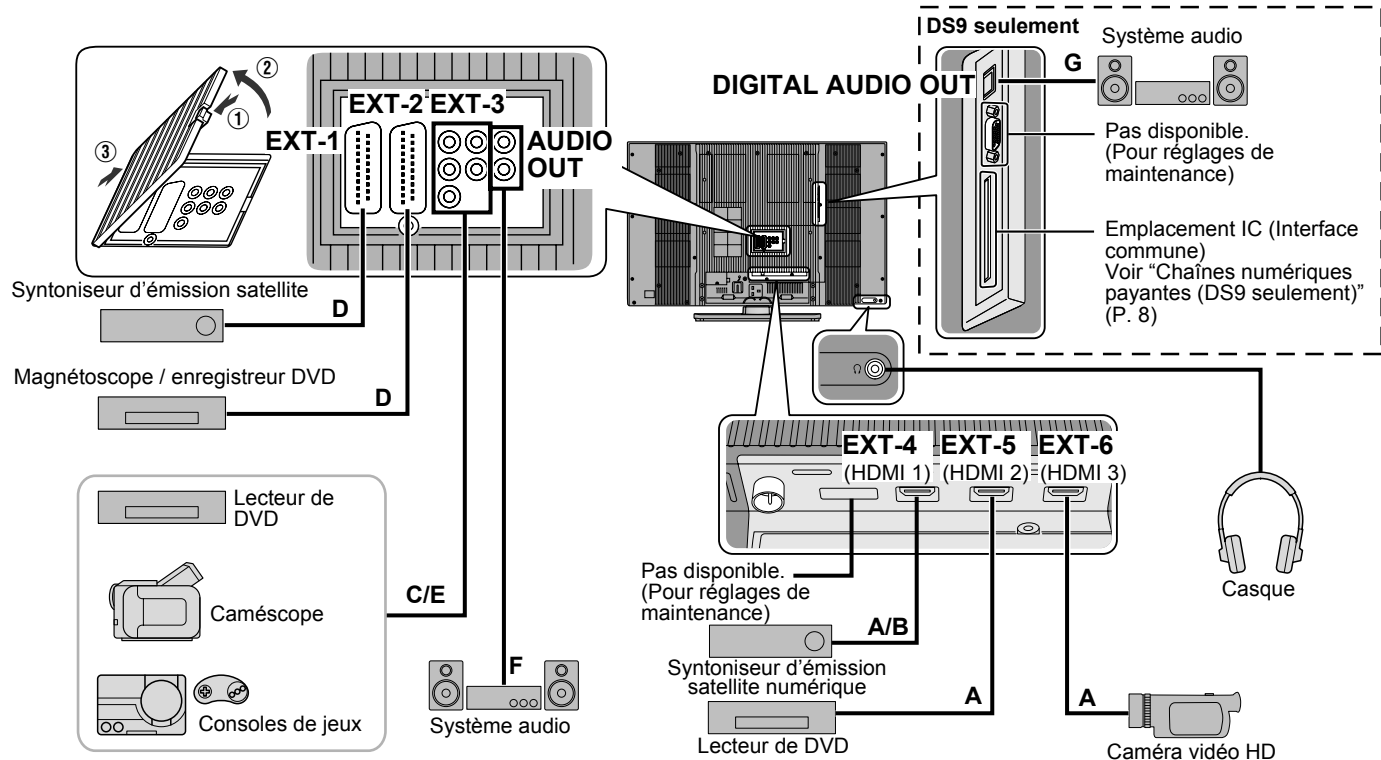 ②
①
③
EXT-1
EXT-2
EXT-3
AUDIO
OUT
Syntoniseur d'émission satellite
D
Magnétoscope / enregistreur DVD
D
Lecteur de
DVD
Caméscope
Consoles de jeux
C/E
F
Système audio
DS9 seulement
DIGITAL AUDIO OUT
G
Système audio
Pas disponible.
(Pour réglages de
maintenance)
Emplacement IC (Interface
commune)
Voir “Chaînes numériques
payantes (DS9 seulement)”
(P. 8)
EXT-4
(HDMI 1)
EXT-5
(HDMI 2)
EXT-6
(HDMI 3)
Pas disponible.
(Pour réglages de
maintenance)
A/B
Syntoniseur d'émission
satellite numérique
A
Lecteur de DVD
A
Caméra vidéo HD
Casque